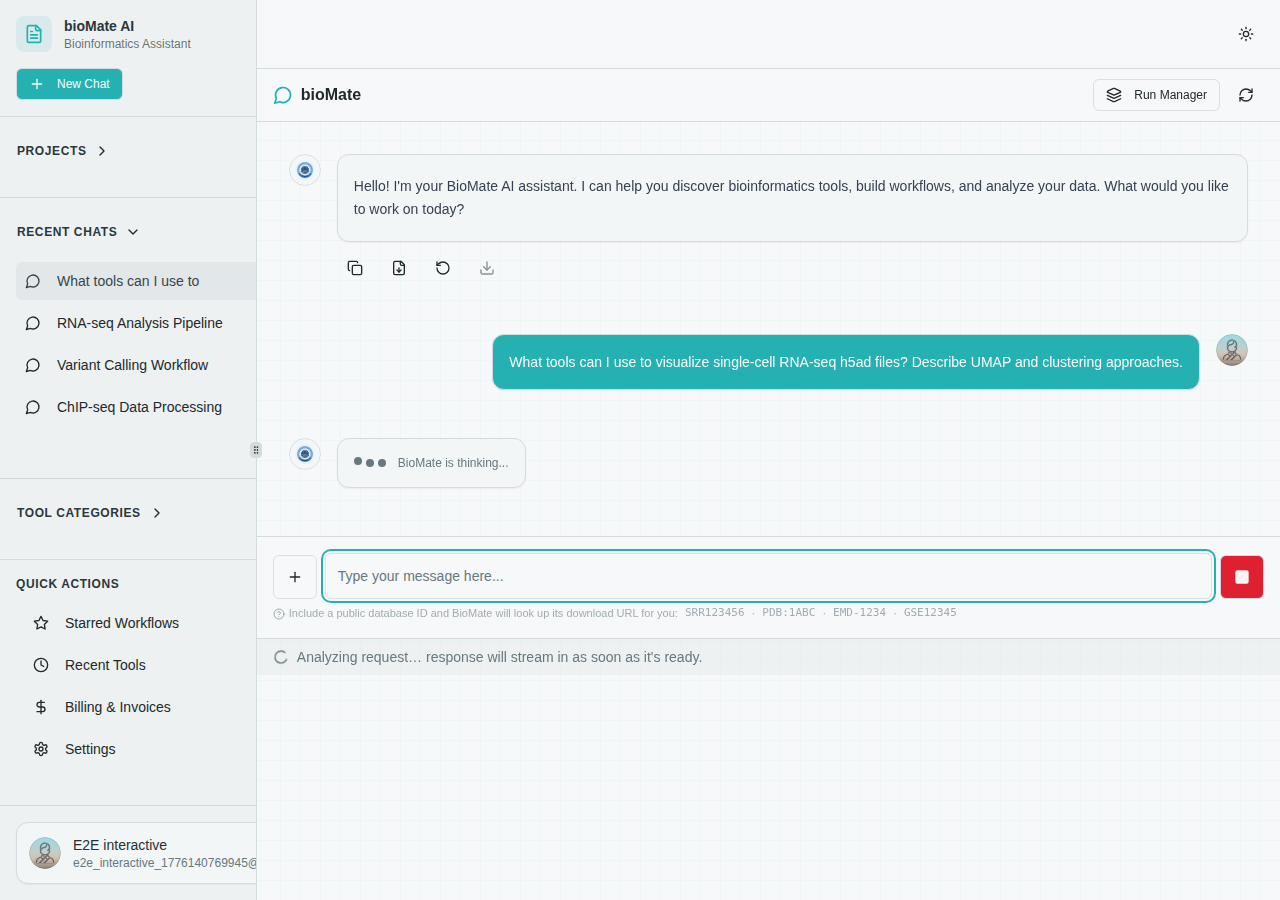 bioMate AI
Bioinformatics Assistant
New Chat
PROJECTS
RECENT CHATS
What tools can I use to
RNA-seq Analysis Pipeline
Variant Calling Workflow
ChIP-seq Data Processing
TOOL CATEGORIES
QUICK ACTIONS
Starred Workflows
Recent Tools
Billing & Invoices
Settings
E2E interactive
e2e_interactive_1776140769945@
bioMate
Run Manager
Hello! I'm your BioMate AI assistant. I can help you discover bioinformatics tools, build workflows, and analyze your data. What would you like
to work on today?
What tools can I use to visualize single-cell RNA-seq h5ad files? Describe UMAP and clustering approaches.
BioMate is thinking...
Type your message here...
Include a public database ID and BioMate will look up its download URL for you: SRR123456 · PDB:1ABC · EMD-1234 · GSE12345
Analyzing request… response will stream in as soon as it's ready.